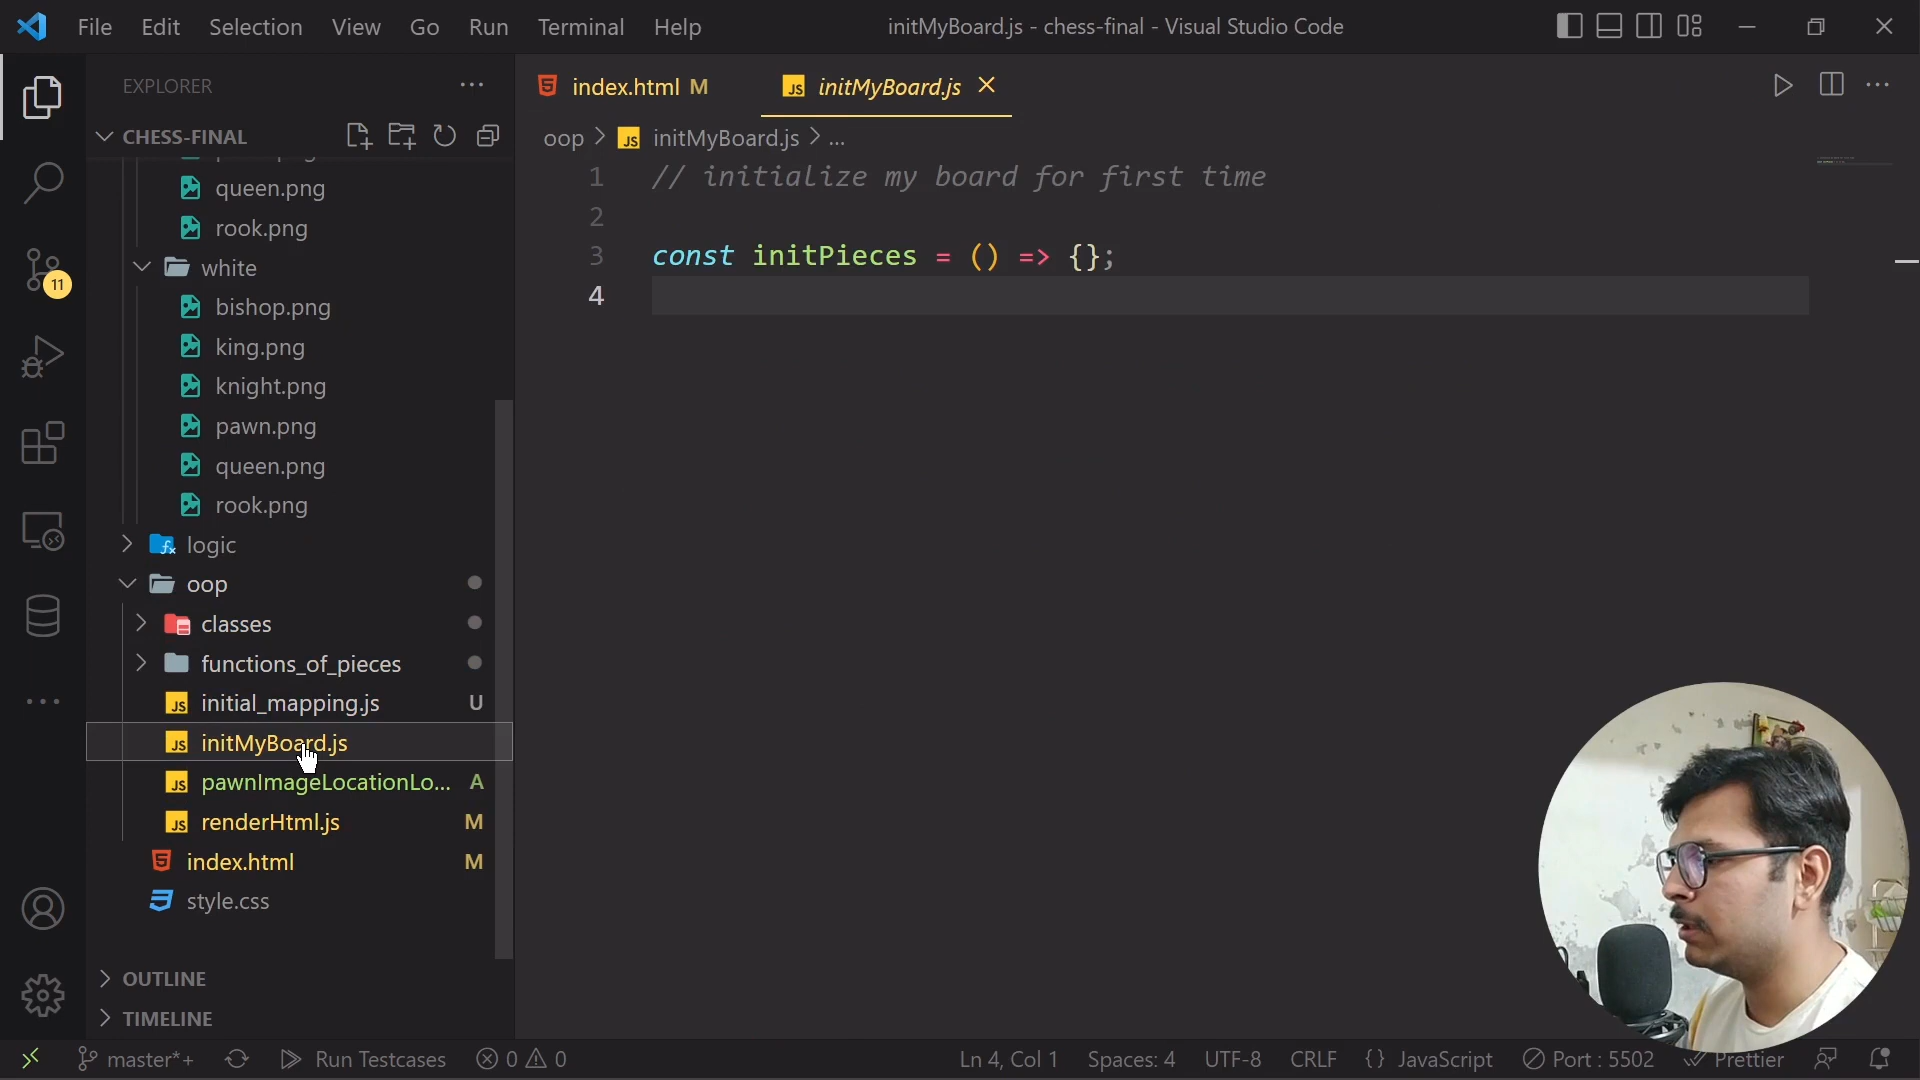 File Edit Selection View Go Run Terminal Help
initMyBoard.js - chess-final - Visual Studio Code
EXPLORER
CHESS-FINAL
queen.png
rook.png
white
bishop.png
king.png
knight.png
pawn.png
queen.png
rook.png
logic
oop
classes
functions_of_pieces
initial_mapping.js U
initMyBoard.js
pawnImageLocationLo... A
renderHtml.js M
index.html M
style.css
OUTLINE
TIMELINE
11
index.html M
JS initMyBoard.js
oop > JS initMyBoard.js > ...
1 // initialize my board for first time
2
3 const initPieces = () => {};
4
master*+ Run Testcases 0 0
Ln 4, Col 1 Spaces: 4 UTF-8 CRLF {} JavaScript Port : 5502 Prettier